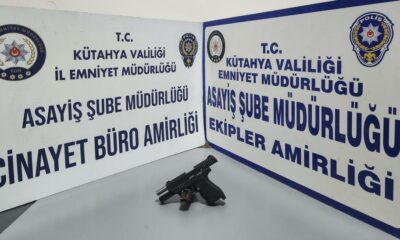 T.C.
KÜTAHYA VALİLİĞİ
İL EMNİYET MÜDÜRLÜĞÜ
ASAYİŞ ŞUBE MÜDÜRLÜĞÜ
CİNAYET BÜRO AMİRLİĞİ
T.C.
KÜTAHYA VALİLİĞİ
EMNİYET MÜDÜRLÜĞÜ
ASAYİŞ ŞUBE MÜDÜRLÜĞÜ
EKİPLER AMİRLİĞİ
POLİS